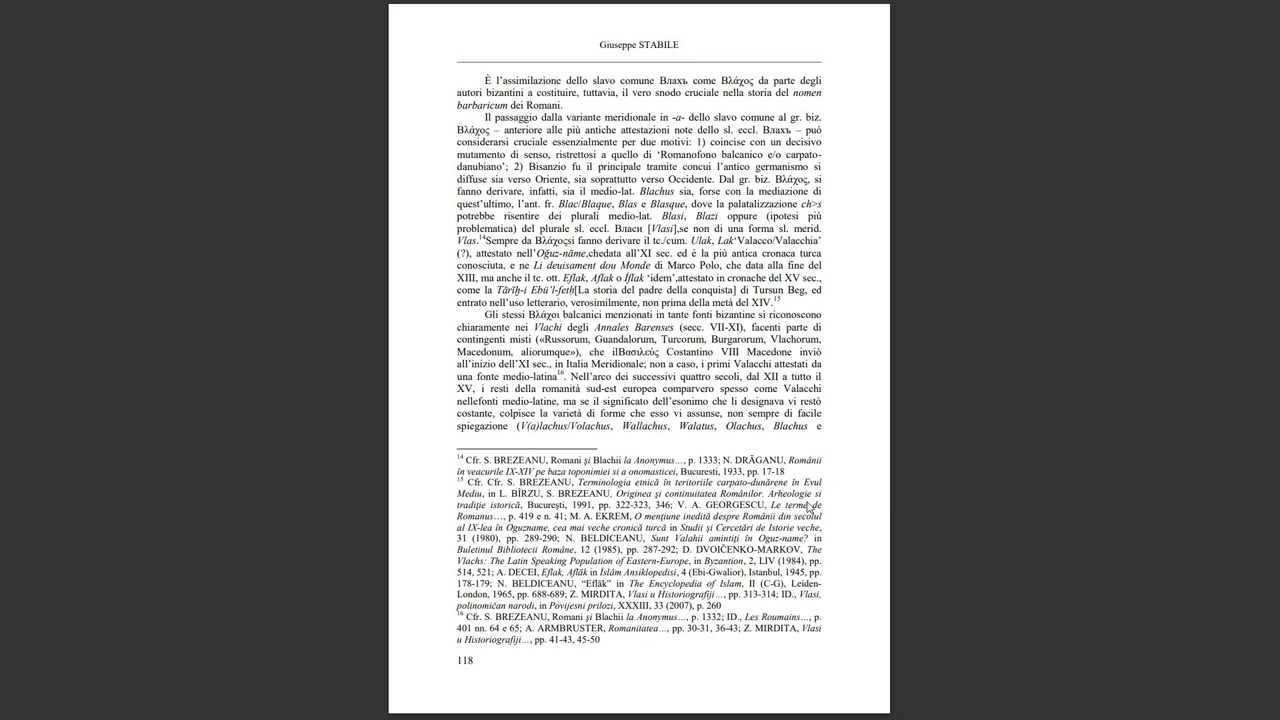 Giuseppe STABILE
È l’assimilazione dello slavo comune Влахъ come Βλάχος da parte degli
autori bizantini a costituire, tuttavia, il vero snodo cruciale nella storia del nomen
barbaricum dei Romani.
Il passaggio dalla variante meridionale in -a- dello slavo comune al gr. biz.
Βλάχος – anteriore alle più antiche attestazioni note dello sl. eccl. Влахъ – può
considerarsi cruciale essenzialmente per due motivi: 1) coincise con un decisivo
mutamento di senso, ristrettosi a quello di ‘Romanofono balcanico e/o carpato-
danubiano’; 2) Bisanzio fu il principale tramite concui l’antico germanismo si
diffuse sia verso Oriente, sia soprattutto verso Occidente. Dal gr. biz. Βλάχος, si
fanno derivare, infatti, sia il medio-lat. Blachus sia, forse con la mediazione di
quest’ultimo, l’ant. fr. Blac/Blaque, Blas e Blasque, dove la palatalizzazione ch>s
potrebbe risentire dei plurali medio-lat. Blasi, Blazi oppure (ipotesi più
problematica) del plurale sl. eccl. Власи [Vlasi],se non di una forma sl. merid.
Vlas.14Sempre da Βλάχοςsi fanno derivare il tc./cum. Ulak, Lak‘Valacco/Valacchia’
(?), attestato nell’Oğuz-nāme,chedata all’XI sec. ed è la più antica cronaca turca
conosciuta, e ne Li deuisament dou Monde di Marco Polo, che data alla fine del
XIII, ma anche il tc. ott. Eflak, Aflak o İflak ‘idem’,attestato in cronache del XV sec.,
come la Tārīḫ-i Ebū’l-fetḥ[La storia del padre della conquista] di Tursun Beg, ed
entrato nell’uso letterario, verosimilmente, non prima della metà del XIV.15
Gli stessi Βλάχοι balcanici menzionati in tante fonti bizantine si riconoscono
chiaramente nei Vlachi degli Annales Barenses (secc. VII-XI), facenti parte di
contingenti misti («Russorum, Guandalorum, Turcorum, Burgarorum, Vlachorum,
Macedonum, aliorumque»), che ilΒασιλεύς Costantino VIII Macedone inviò
all’inizio dell’XI sec., in Italia Meridionale; non a caso, i primi Valacchi attestati da
una fonte medio-latina16. Nell’arco dei successivi quattro secoli, dal XII a tutto il
XV, i resti della romanità sud-est europea comparvero spesso come Valacchi
nellefonti medio-latine, ma se il significato dell’esonimo che li designava vi restò
costante, colpisce la varietà di forme che esso vi assunse, non sempre di facile
spiegazione (V(a)lachus/Volachus, Wallachus, Walatus, Olachus, Blachus e
14 Cfr. S. BREZEANU, Romani şi Blachii la Anonymus…, p. 1333; N. DRĂGANU, Românii
în veacurile IX-XIV pe baza toponimiei si a onomasticei, Bucuresti, 1933, pp. 17-18
15 Cfr. Cfr. S. BREZEANU, Terminologia etnică în teritoriile carpato-dunărene în Evul
Mediu, in L. BÎRZU, S. BREZEANU, Originea şi continuitatea Românilor. Arheologie si
tradiţie istorică, Bucureşti, 1991, pp. 322-323, 346; V. A. GEORGESCU, Le terme de
Romanus…, p. 419 e n. 41; M. A. EKREM, O menţiune inedită despre Românii din secolul
al IX-lea în Oguzname, cea mai veche cronică turcă in Studii şi Cercetări de Istorie veche,
31 (1980), pp. 289-290; N. BELDICEANU, Sunt Valahii amintiţi în Oguz-name? in
Buletinul Bibliotecii Române, 12 (1985), pp. 287-292; D. DVOIČENKO-MARKOV, The
Vlachs: The Latin Speaking Population of Eastern-Europe, in Byzantion, 2, LIV (1984), pp.
514, 521; A. DECEI, Eflak, Aflāk in İslâm Ansiklopedisi, 4 (Ebi-Gwalior), Istanbul, 1945, pp.
178-179; N. BELDICEANU, “Eflāk” in The Encyclopedia of Islam, II (C-G), Leiden-
London, 1965, pp. 688-689; Z. MIRDITA, Vlasi u Historiografiji…, pp. 313-314; ID., Vlasi,
polinomičan narodi, in Povijesni prilozi, XXXIII, 33 (2007), p. 260
16 Cfr. S. BREZEANU, Romani şi Blachii la Anonymus…, p. 1332; ID., Les Roumains…, p.
401 nn. 64 e 65; A. ARMBRUSTER, Romanitatea…, pp. 30-31, 36-43; Z. MIRDITA, Vlasi
u Historiografiji…, pp. 41-43, 45-50
118